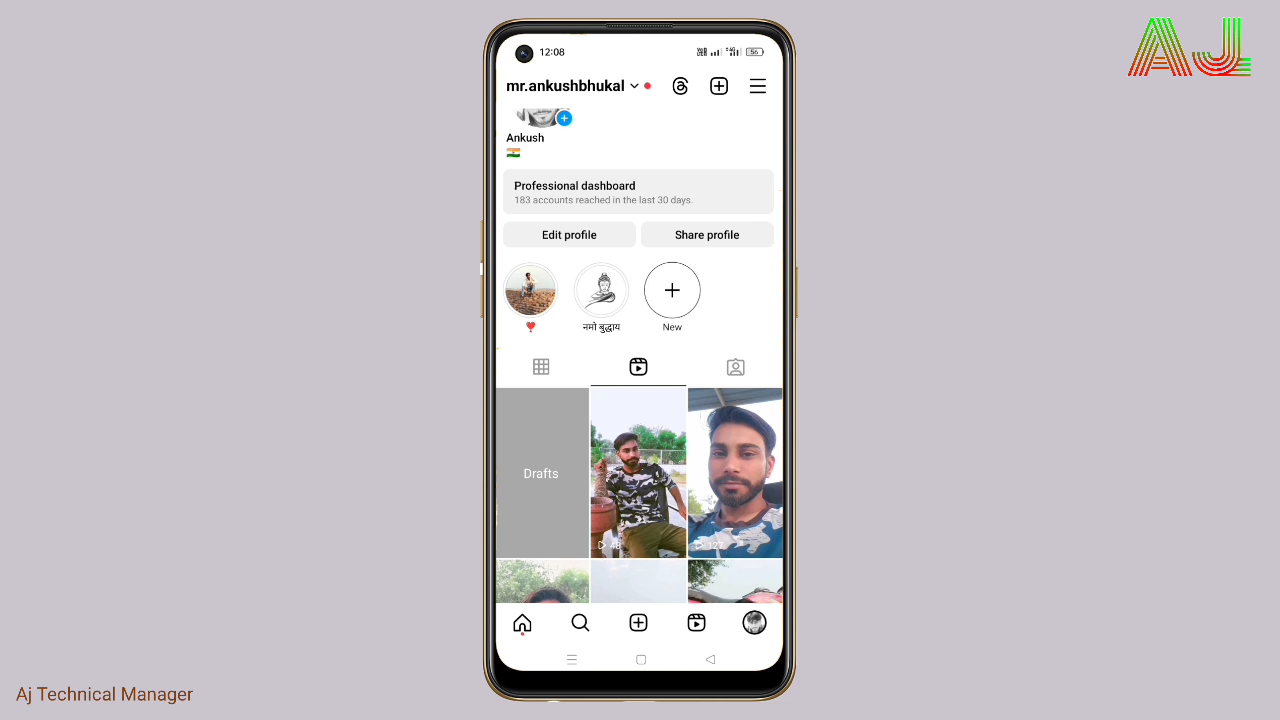 AJ
12:08
56
mr.ankushbhukal
Ankush
Professional dashboard
183 accounts reached in the last 30 days.
Edit profile
Share profile
नमो बुद्धाय
New
Drafts
Aj Technical Manager